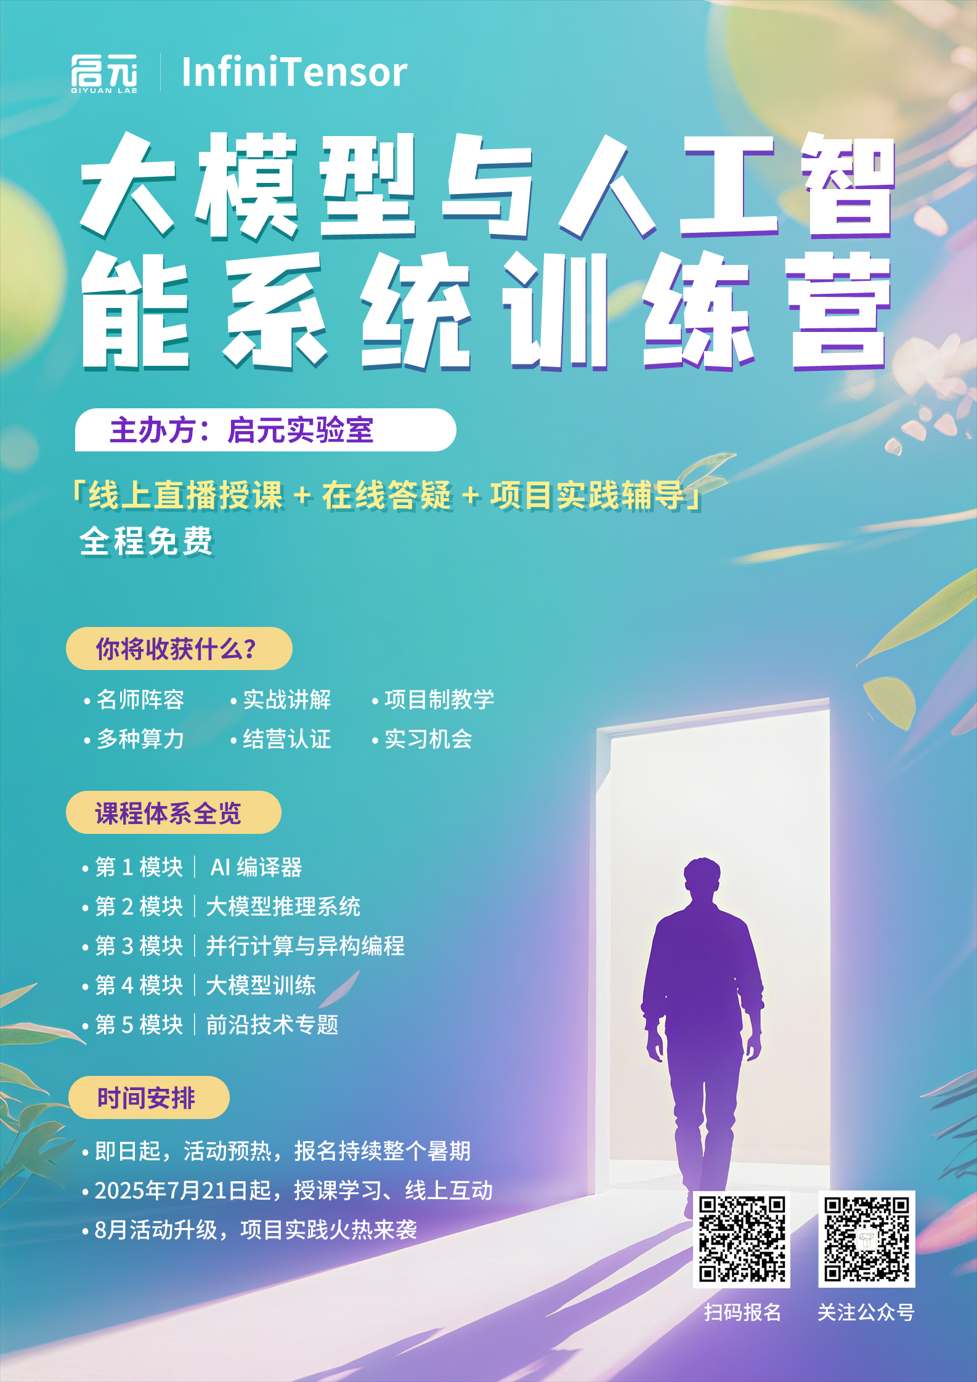 启元
QIYUAN LAB
InfiniTensor
大模型与人工智
能系统训练营
主办方：启元实验室
「线上直播授课 + 在线答疑 + 项目实践辅导」
全程免费
你将收获什么？
• 名师阵容 • 实战讲解 • 项目制教学
• 多种算力 • 结营认证 • 实习机会
课程体系全览
• 第 1 模块｜ AI 编译器
• 第 2 模块｜大模型推理系统
• 第 3 模块｜并行计算与异构编程
• 第 4 模块｜大模型训练
• 第 5 模块｜前沿技术专题
时间安排
• 即日起，活动预热，报名持续整个暑期
• 2025年7月21日起，授课学习、线上互动
• 8月活动升级，项目实践火热来袭
扫码报名 关注公众号